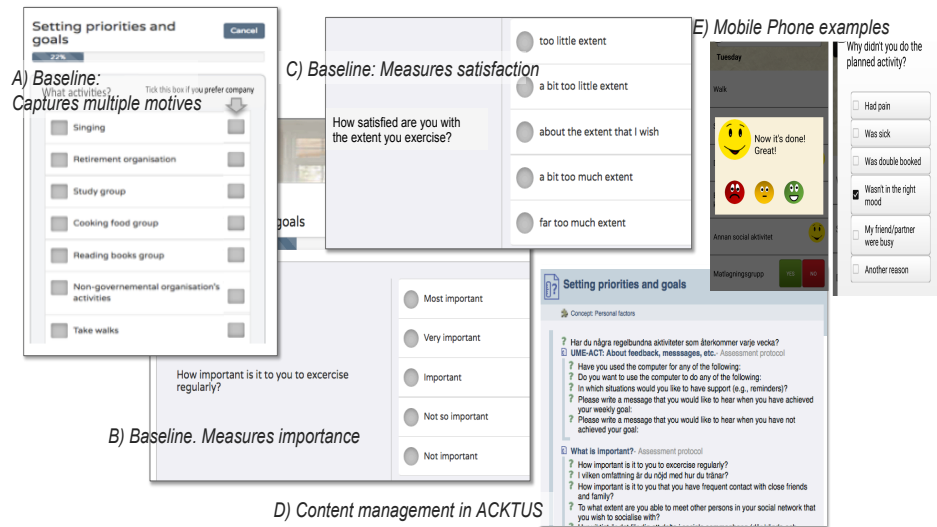 Setting priorities and
goals
Cancel
22%
A) Baseline:
Captures multiple motives
What activities?
Tick this box if you prefer company
Singing
Retirement organisation
Study group
Cooking food group
Reading books group
Non-governemental organisation's
activities
Take walks
C) Baseline: Measures satisfaction
How satisfied are you with
the extent you exercise?
too little extent
a bit too little extent
about the extent that I wish
a bit too much extent
far too much extent
goals
How important is it to you to excercise
regularly?
Most important
Very important
Important
Not so important
Not important
B) Baseline. Measures importance
E) Mobile Phone examples
Tuesday
Walk
Now it's done!
Great!
Annan social aktivitet
Matlagningsgrupp
YES
NO
Why didn't you do the
planned activity?
Had pain
Was sick
Was double booked
Wasn't in the right
mood
My friend/partner
were busy
Another reason
Setting priorities and goals
Concept: Personal factors
? Har du några regelbundna aktiviteter som återkommer varje vecka?
UME-ACT: About feedback, messsages, etc.- Assessment protocol
? Have you used the computer for any of the following:
? Do you want to use the computer to do any of the following:
? In which situations would you like to have support (e.g., reminders)?
? Please write a message that you would like to hear when you have achieved
your weekly goal:
? Please write a message that you would like to hear when you have not
achieved your goal:
What is important?- Assessment protocol
? How important is it to you to excercise regularly?
? I vilken omfattning är du nöjd med hur du tränar?
? How important is it to you that you have frequent contact with close friends
and family?
? To what extent are you able to meet other persons in your social network that
you wish to socialise with?
D) Content management in ACKTUS